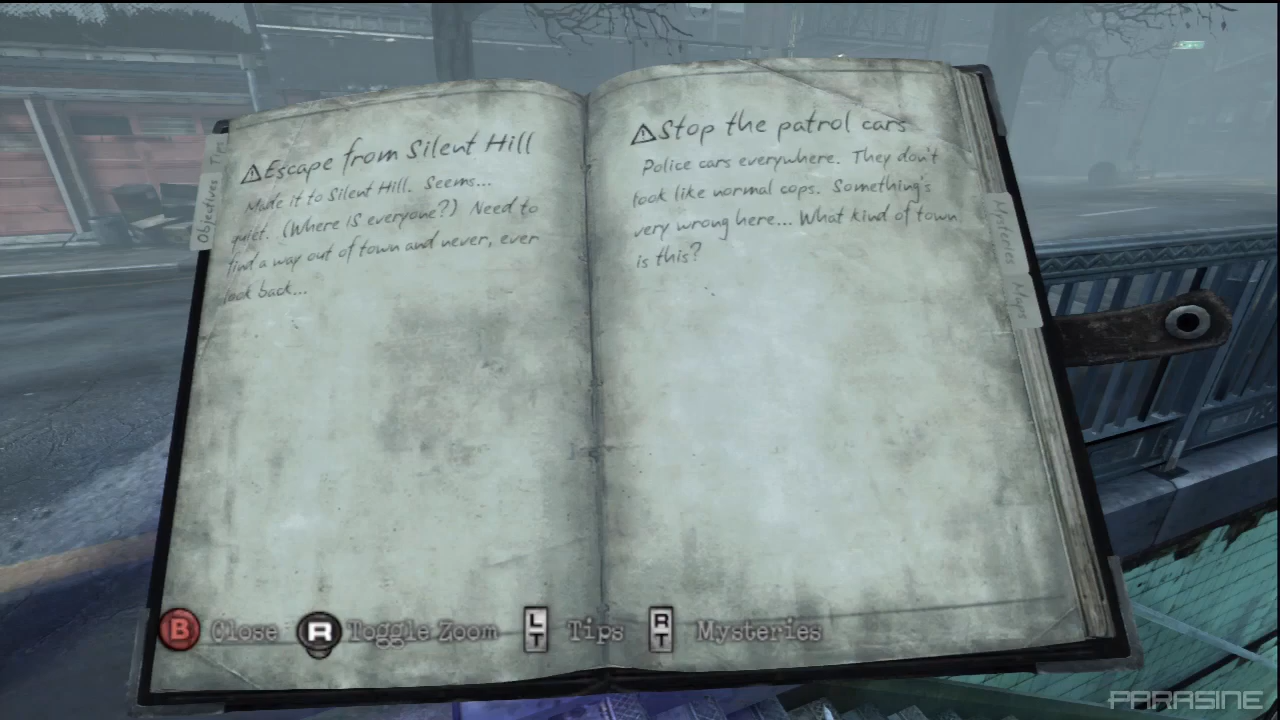 ⚠Escape from Silent Hill
Made it to Silent Hill. Seems...
quiet. (Where is everyone?) Need to
find a way out of town and never, ever
look back...
⚠Stop the patrol cars
Police cars everywhere. They don't
look like normal cops. Something's
very wrong here... What kind of town
is this?
Tips
Objectives
Mysteries
Maps
B Close R Toggle Zoom LT Tips RT Mysteries
PARASINE